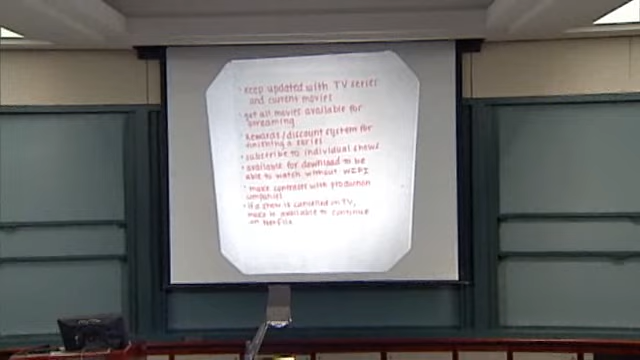 • keep updated with TV series
and current movies
• get all movies available for
streaming
• Rewards/discount system for
finishing a series
• subscribe to individual shows
• available for download to be
able to watch without WIFI
• make contracts with production
companies
• if a show is cancelled on TV,
make it available to continue
on Netflix